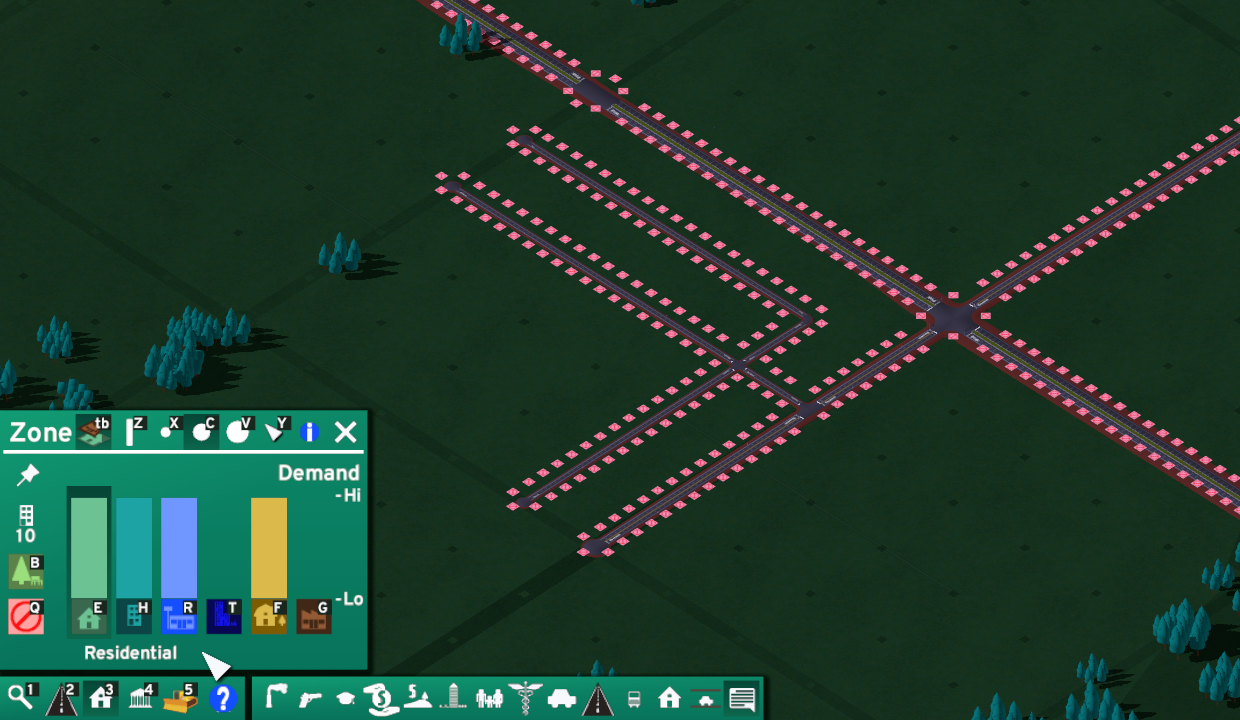 Zone tb Z X C V Y
Demand
-Hi
10
B
-Lo
Q E H R T F G
Residential
1 2 3 4 5 ?